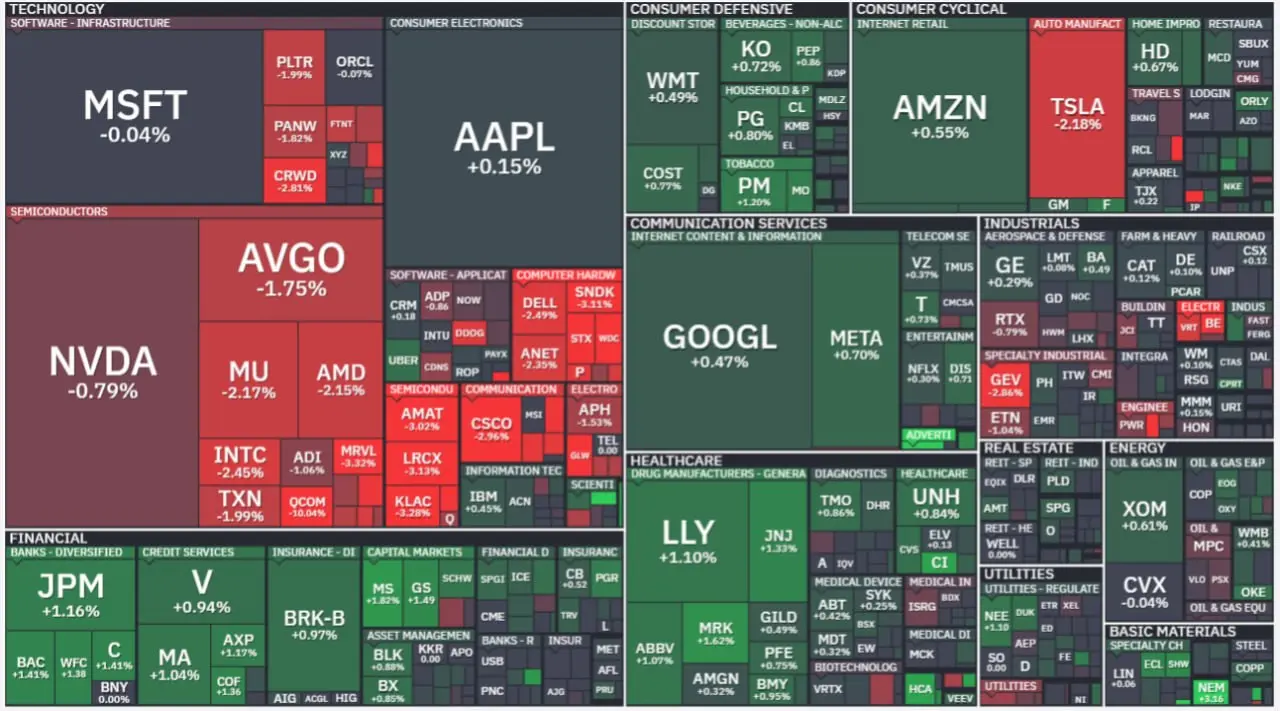 TECHNOLOGY
SOFTWARE - INFRASTRUCTURE
MSFT
-0.04%
PLTR
-1.99%
ORCL
-0.07%
PANW
-1.82%
FTNT
XYZ
CRWD
-2.81%
CONSUMER ELECTRONICS
AAPL
+0.15%
SEMICONDUCTORS
NVDA
-0.79%
AVGO
-1.75%
MU
-2.17%
AMD
-2.15%
INTC
-2.45%
ADI
-1.06%
MRVL
-3.32%
TXN
-1.99%
QCOM
-10.04%
SOFTWARE - APPLICAT
CRM
+0.18
ADP
-0.86
NOW
INTU
DDOG
UBER
CDNS
PAYX
ROP
COMPUTER HARDW
DELL
-2.49%
SNDK
-3.11%
ANET
-2.35%
STX
WDC
P
SEMICONDU
AMAT
-3.02%
LRCX
-3.13%
KLAC
-3.28%
Q
COMMUNICATION
CSCO
-2.96%
MSI
INFORMATION TEC
IBM
+0.45%
ACN
ELECTRO
APH
-1.53%
GLW
TEL
0.00
SCIENTI
CONSUMER DEFENSIVE
DISCOUNT STOR
WMT
+0.49%
COST
+0.77%
DG
BEVERAGES - NON-ALC
KO
+0.72%
PEP
+0.86
KDP
HOUSEHOLD & P
PG
+0.80%
CL
KMB
EL
MDLZ
HSY
TOBACCO
PM
+1.20%
MO
CONSUMER CYCLICAL
INTERNET RETAIL
AMZN
+0.55%
AUTO MANUFACT
TSLA
-2.18%
GM
F
HOME IMPRO
HD
+0.67%
RESTAURA
MCD
SBUX
YUM
CMG
TRAVEL S
BKNG
RCL
LODGIN
MAR
ORLY
AZO
APPAREL
TJX
+0.22
NKE
IP
COMMUNICATION SERVICES
INTERNET CONTENT & INFORMATION
GOOGL
+0.47%
META
+0.70%
TELECOM SE
VZ
+0.37%
TMUS
T
+0.73%
CMCSA
ENTERTAINM
NFLX
+0.30%
DIS
+0.71
ADVERTI
INDUSTRIALS
AEROSPACE & DEFENSE
GE
+0.29%
LMT
+0.08%
BA
+0.49
GD
NOC
RTX
-0.79%
HWM
LHX
FARM & HEAVY
CAT
+0.12%
DE
+0.10%
PCAR
RAILROAD
UNP
CSX
+0.12
BUILDIN
JCI
TT
ELECTR
VRT
BE
INDUS
FAST
FERG
SPECIALTY INDUSTRIAL
GEV
-2.86%
PH
ITW
CMI
IR
ETN
-1.04%
EMR
INTEGRA
WM
+0.10%
RSG
CTAS
CPRT
DAL
ENGINEE
PWR
MMM
+0.15%
HON
URI
FINANCIAL
BANKS - DIVERSIFIED
JPM
+1.16%
BAC
+1.41%
WFC
+1.38
C
+1.41%
BNY
0.00%
CREDIT SERVICES
V
+0.94%
MA
+1.04%
AXP
+1.17%
COF
+1.36
INSURANCE - DI
BRK-B
+0.97%
AIG
ACGL
HIG
CAPITAL MARKETS
MS
+1.82%
GS
+1.49
SCHW
ASSET MANAGEMEN
BLK
+0.88%
BX
+0.85%
KKR
0.00
APO
FINANCIAL D
SPGI
ICE
CME
BANKS - R
USB
PNC
INSURANC
CB
+0.52
PGR
TRV
L
INSUR
AJG
MET
AFL
PRU
HEALTHCARE
DRUG MANUFACTURERS - GENERA
LLY
+1.10%
JNJ
+1.33%
ABBV
+1.07%
MRK
+1.62%
AMGN
+0.32%
GILD
+0.49%
PFE
+0.75%
BMY
+0.95%
DIAGNOSTICS
TMO
+0.86%
DHR
A
IQV
HEALTHCARE
UNH
+0.84%
CVS
ELV
+0.13
CI
MEDICAL DEVICE
ABT
+0.42%
SYK
+0.25%
BSX
MDT
+0.32%
EW
MEDICAL IN
ISRG
BDX
MEDICAL DI
MCK
BIOTECHNOLOG
VRTX
HCA
VEEV
REAL ESTATE
REIT - SP
EQIX
DLR
AMT
REIT - IND
PLD
SPG
O
REIT - HE
WELL
0.00%
UTILITIES
UTILITIES - REGULATE
NEE
+1.10
DUK
ETR
XEL
ED
AEP
SO
0.00
D
FE
UTILITIES
NI
ENERGY
OIL & GAS IN
XOM
+0.61%
CVX
-0.04%
OIL & GAS E&P
COP
EOG
OXY
OIL &
MPC
WMB
+0.41%
VLO
PSX
OKE
OIL & GAS EQU
BASIC MATERIALS
SPECIALTY CH
LIN
+0.06
ECL
SHW
STEEL
COPP
NEM
+3.16